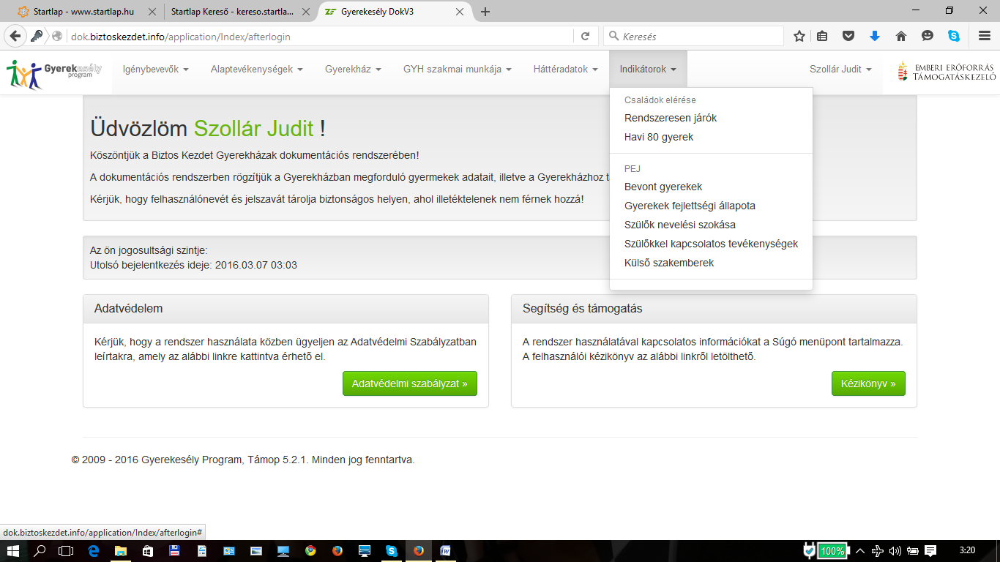 Startlap - www.startlap.hu
Startlap Kereső - kereso.startla...
Gyerekesély DokV3
dok.biztoskezdet.info/application/Index/afterlogin
Keresés
Gyerekesély
program
Igénybevevők
Alaptevékenységek
Gyerekház
GYH szakmai munkája
Háttéradatok
Indikátorok
Szollár Judit
EMBERI ERŐFORRÁS
TÁMOGATÁSKEZELŐ
Családok elérése
Rendszeresen járók
Havi 80 gyerek
PEJ
Bevont gyerekek
Gyerekek fejlettségi állapota
Szülők nevelési szokása
Szülőkkel kapcsolatos tevékenységek
Külső szakemberek
Üdvözlöm Szollár Judit !
Köszöntjük a Biztos Kezdet Gyerekházak dokumentációs rendszerében!
A dokumentációs rendszerben rögzítjük a Gyerekházban megforduló gyermekek adatait, illetve a Gyerekházhoz t
Kérjük, hogy felhasználónevét és jelszavát tárolja biztonságos helyen, ahol illetéktelenek nem férnek hozzá!
Az ön jogosultsági szintje:
Utolsó bejelentkezés ideje: 2016.03.07 03:03
Adatvédelem
Kérjük, hogy a rendszer használata közben ügyeljen az Adatvédelmi Szabályzatban
leírtakra, amely az alábbi linkre kattintva érhető el.
Adatvédelmi szabályzat »
Segítség és támogatás
A rendszer használatával kapcsolatos információkat a Súgó menüpont tartalmazza.
A felhasználói kézikönyv az alábbi linkről letölthető.
Kézikönyv »
© 2009 - 2016 Gyerekesély Program, Támop 5.2.1. Minden jog fenntartva.
dok.biztoskezdet.info/application/Index/afterlogin#
100%
3:20